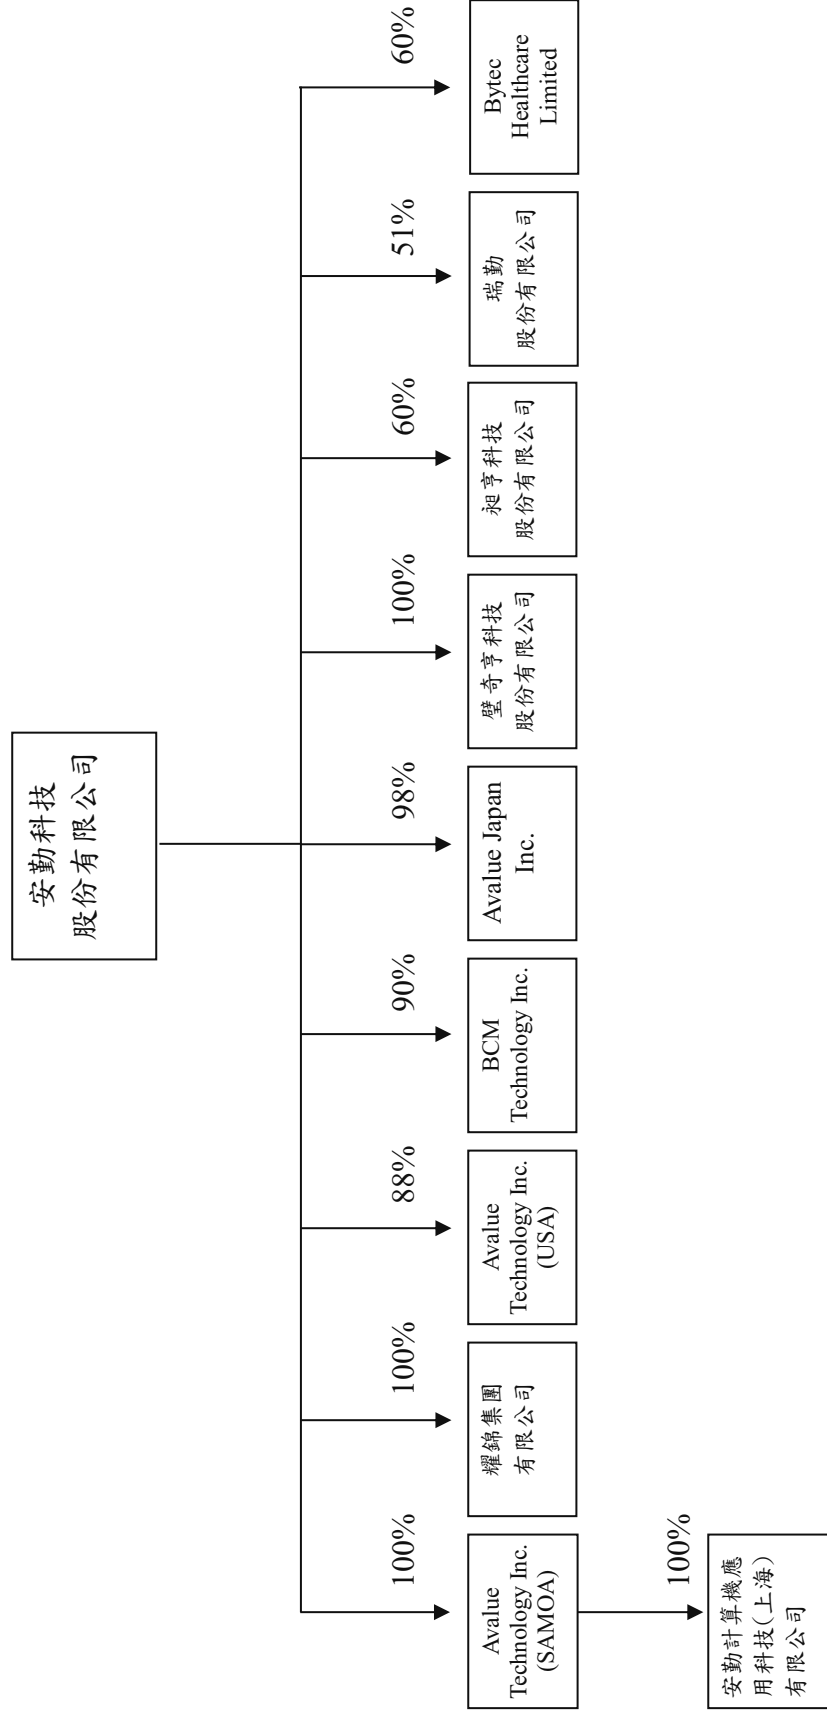 安勤科技
股份有限公司
100%
100%
88%
90%
98%
100%
60%
51%
60%
Avalue
Technology Inc.
(SAMOA)
耀錦集團
有限公司
Avalue
Technology Inc.
(USA)
BCM
Technology Inc.
Avalue Japan
Inc.
璧奇亨科技
股份有限公司
昶亨科技
股份有限公司
瑞勤
股份有限公司
Bytec
Healthcare
Limited
100%
安勤計算機應
用科技(上海)
有限公司